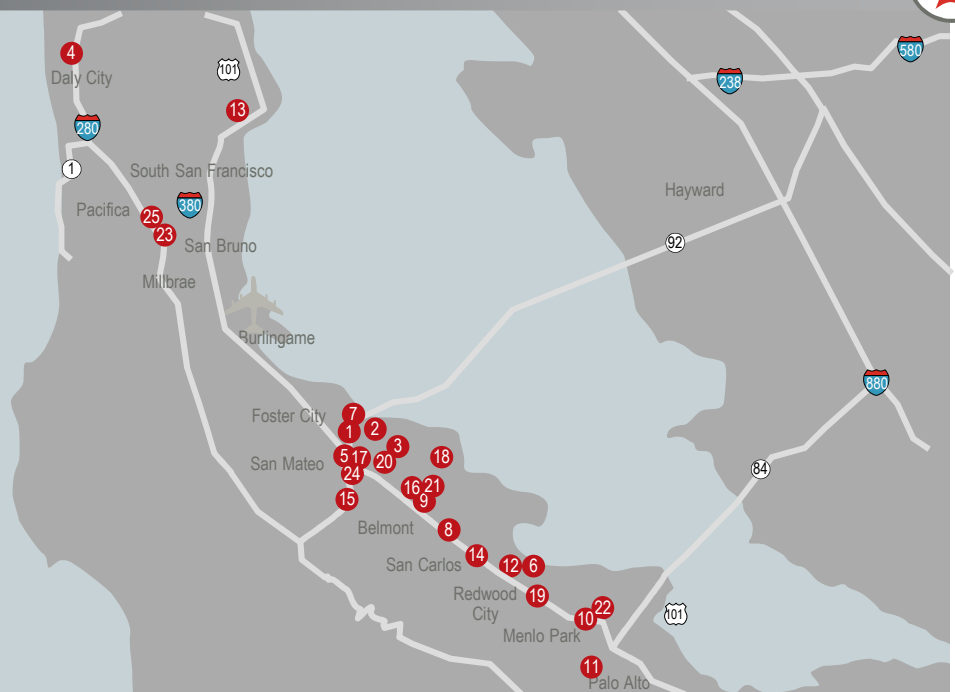 580
4
101
Daly City
238
13
280
1
South San Francisco
Hayward
380
Pacifica
25
23
San Bruno
92
Millbrae
Burlingame
880
7
Foster City
1
2
3
5
17
18
20
San Mateo
24
84
16
21
15
9
Belmont
8
14
San Carlos
12
6
Redwood
City
19
22
101
10
Menlo Park
11
Palo Alto